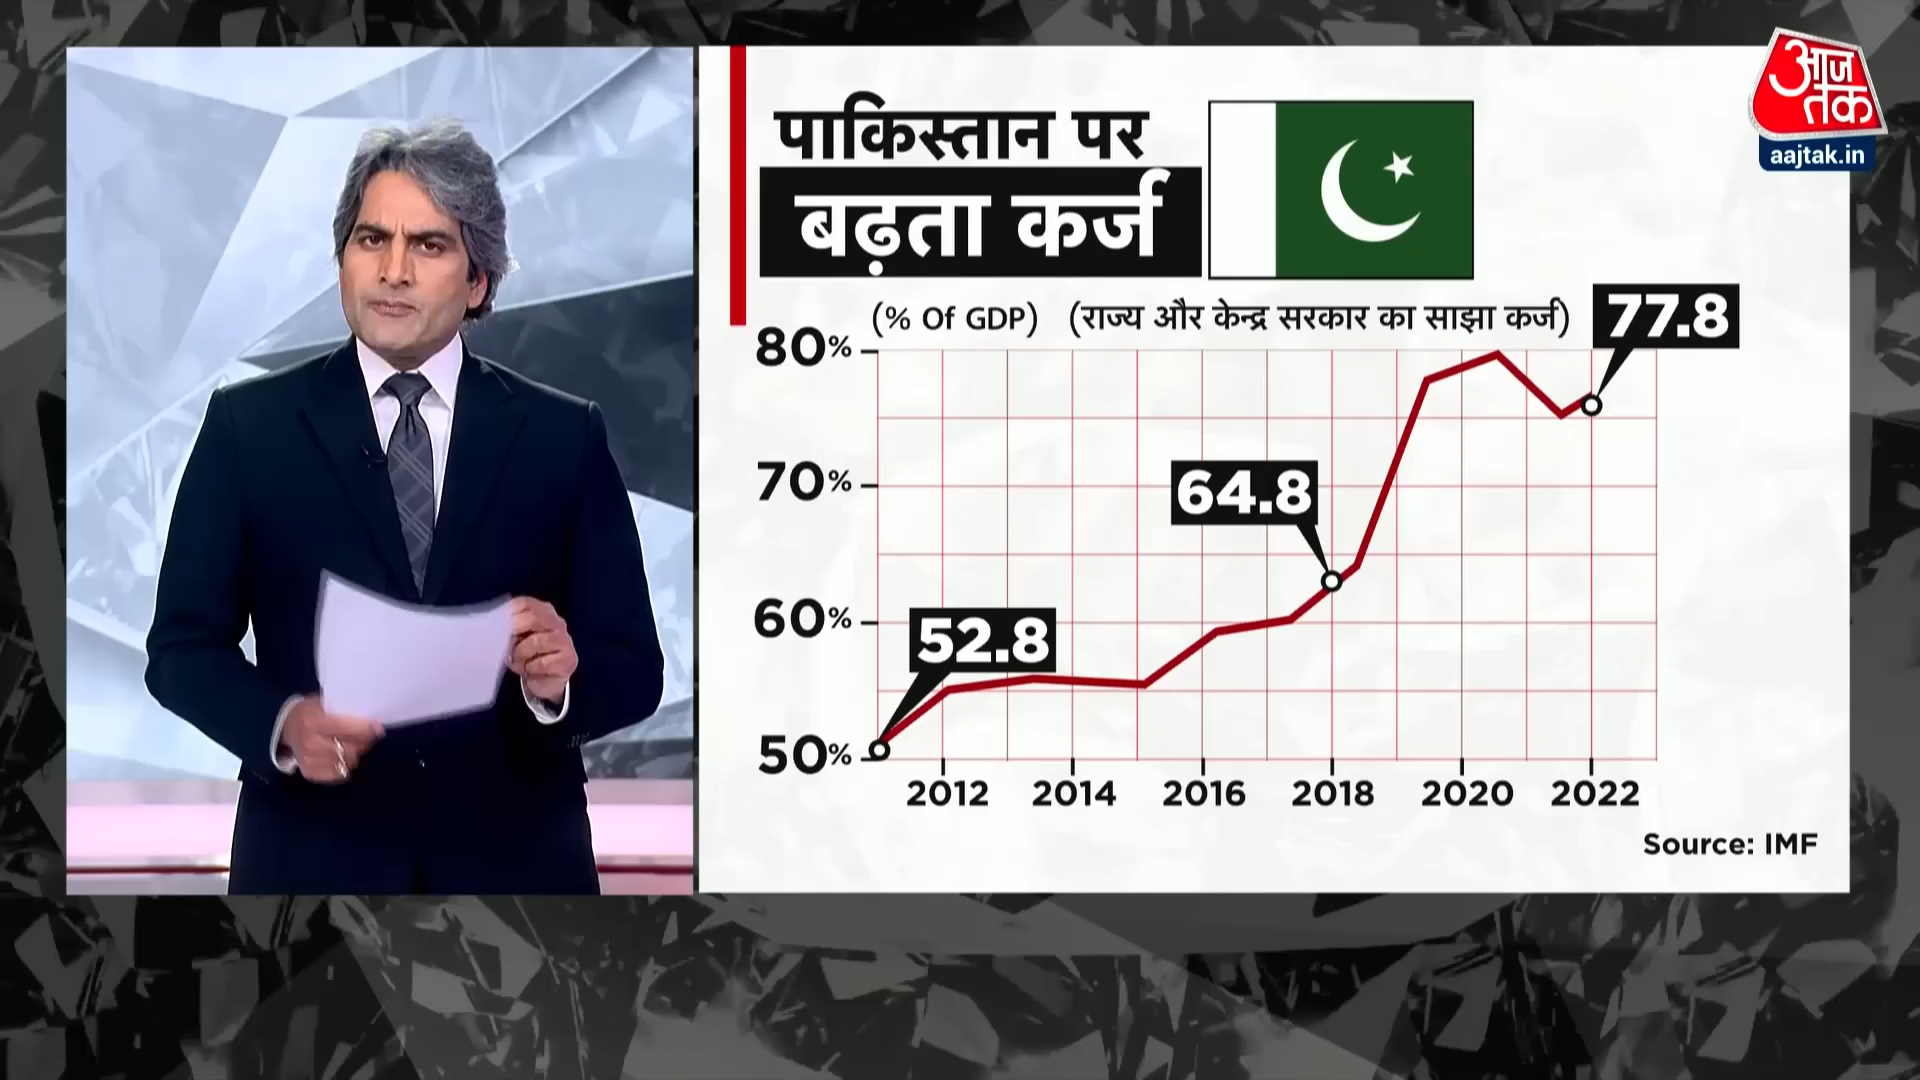 आज
तक
aajtak.in
पाकिस्तान पर
बढ़ता कर्ज
(% Of GDP) (राज्य और केन्द्र सरकार का साझा कर्ज)
77.8
80%
70%
64.8
60%
52.8
50%
2012 2014 2016 2018 2020 2022
Source: IMF